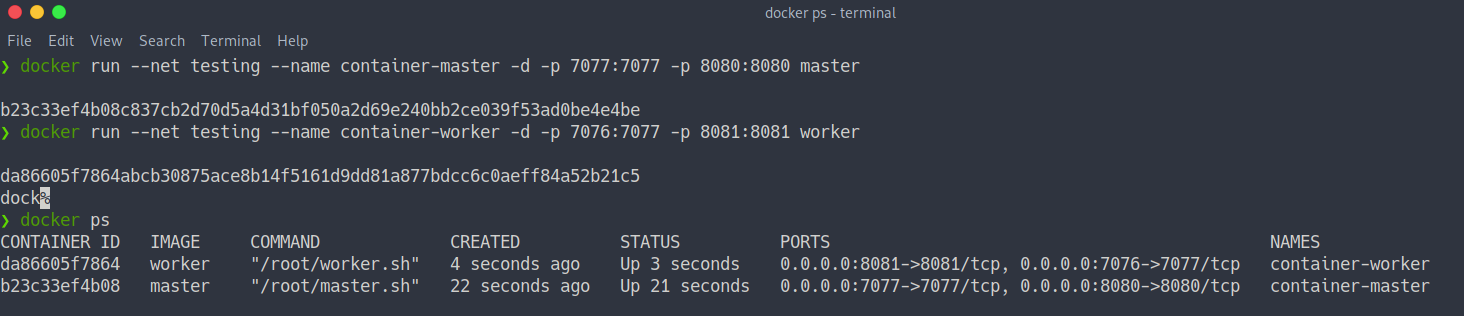 docker ps - terminal
File Edit View Search Terminal Help
❯ docker run --net testing --name container-master -d -p 7077:7077 -p 8080:8080 master
b23c33ef4b08c837cb2d70d5a4d31bf050a2d69e240bb2ce039f53ad0be4e4be
❯ docker run --net testing --name container-worker -d -p 7076:7077 -p 8081:8081 worker
da86605f7864abcb30875ace8b14f5161d9dd81a877bdcc6c0aeff84a52b21c5
dock%
❯ docker ps
CONTAINER ID IMAGE COMMAND CREATED STATUS PORTS NAMES
da86605f7864 worker "/root/worker.sh" 4 seconds ago Up 3 seconds 0.0.0.0:8081->8081/tcp, 0.0.0.0:7076->7077/tcp container-worker
b23c33ef4b08 master "/root/master.sh" 22 seconds ago Up 21 seconds 0.0.0.0:7077->7077/tcp, 0.0.0.0:8080->8080/tcp container-master